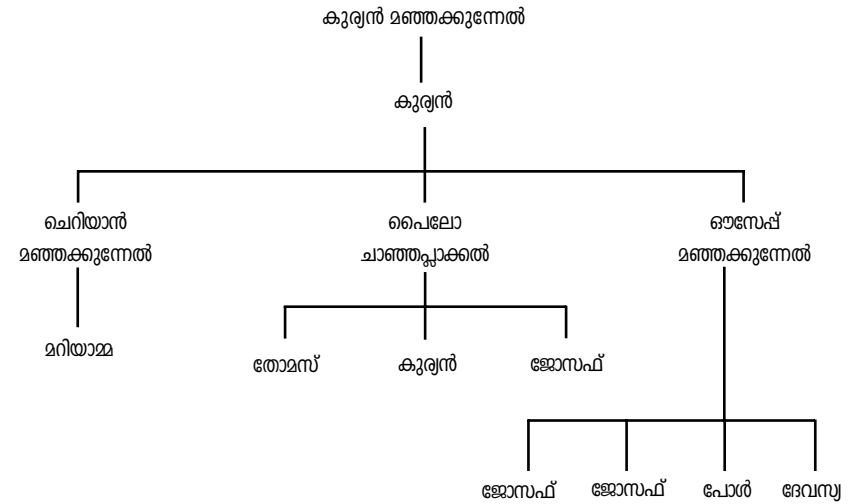 കുര്യൻ മഞ്ഞക്കുന്നേൽ
കുര്യൻ
ചെറിയാൻ
മഞ്ഞക്കുന്നേൽ
പൈലോ
ചാഞ്ഞപ്ലാക്കൽ
ഔസേപ്പ്
മഞ്ഞക്കുന്നേൽ
മറിയാമ്മ
തോമസ്
കുര്യൻ
ജോസഫ്
ജോസഫ്
ജോസഫ്
പോൾ
ദേവസ്യ